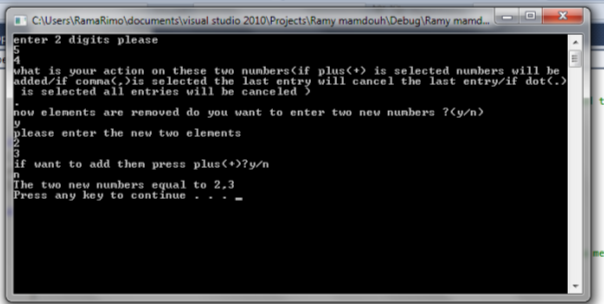 C:\Users\RamaRimo\documents\visual studio 2010\Projects\Ramy mamdouh\Debug\Ramy mamd...
enter 2 digits please
5
4
what is your action on these two numbers(if plus(+) is selected numbers will be
added/if comma(,)is selected the last entry will cancel the last entry/if dot(.)
 is selected all entries will be canceled )
.
now elements are removed do you want to enter two new numbers ?(y/n)
y
please enter the new two elements
2
3
if want to add them press plus(+)?y/n
n
The two new numbers equal to 2,3
Press any key to continue . . .